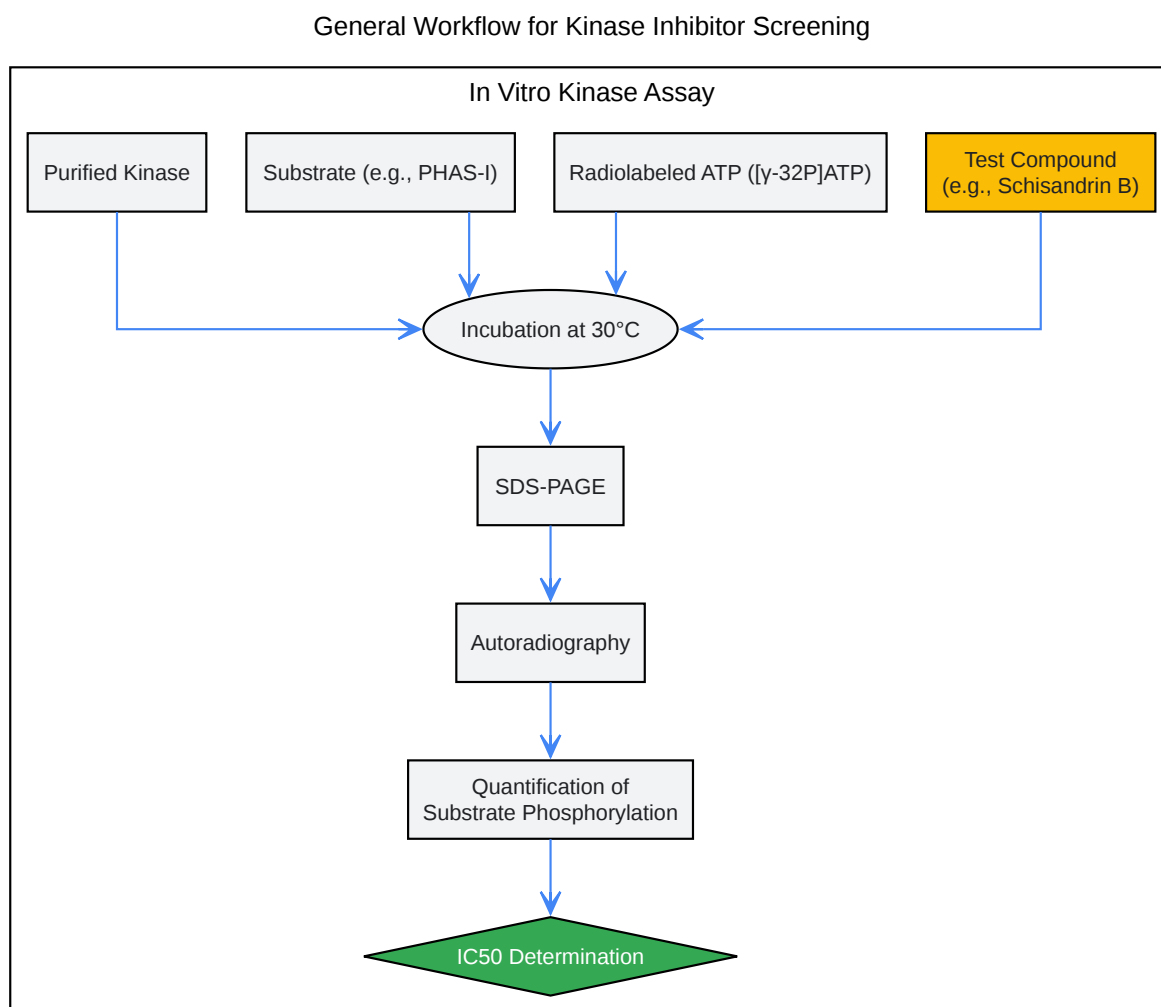 General Workflow for Kinase Inhibitor Screening
In Vitro Kinase Assay
Purified Kinase
Substrate (e.g., PHAS-I)
Radiolabeled ATP ([γ-32P]ATP)
Test Compound
(e.g., Schisandrin B)
Incubation at 30°C
SDS-PAGE
Autoradiography
Quantification of
Substrate Phosphorylation
IC50 Determination